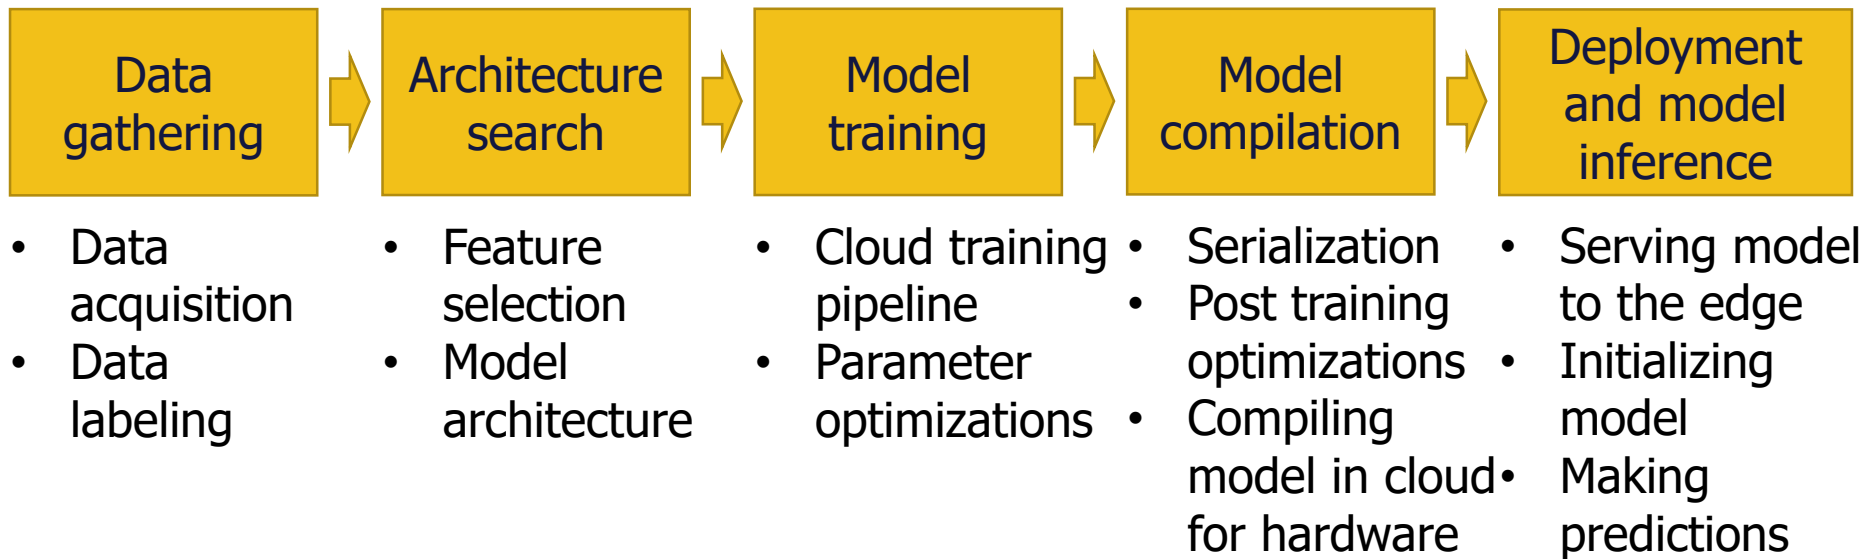 Data
gathering
Architecture
search
Model
training
Model
compilation
Deployment
and model
inference
• Data
acquisition
• Data
labeling
• Feature
selection
• Model
architecture
• Cloud training
pipeline
• Parameter
optimizations
• Serialization
• Post training
optimizations
• Compiling
model in cloud
for hardware
• Serving model
to the edge
• Initializing
model
• Making
predictions